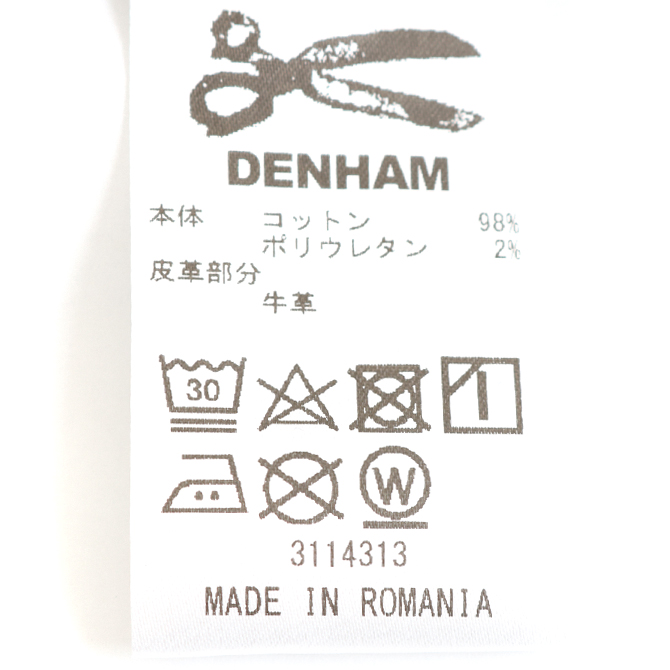 DENHAM
本体 コットン 98%
ポリウレタン 2%
皮革部分
牛革
30
W
3114313
MADE IN ROMANIA